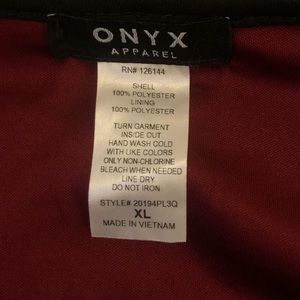 ONYX
APPAREL
RN# 126144
SHELL
100% POLYESTER
LINING
100% POLYESTER
TURN GARMENT
INSIDE OUT
HAND WASH COLD
WITH LIKE COLORS
ONLY NON-CHLORINE
BLEACH WHEN NEEDED
LINE DRY
DO NOT IRON
STYLE# 20194PL3Q
XL
MADE IN VIETNAM